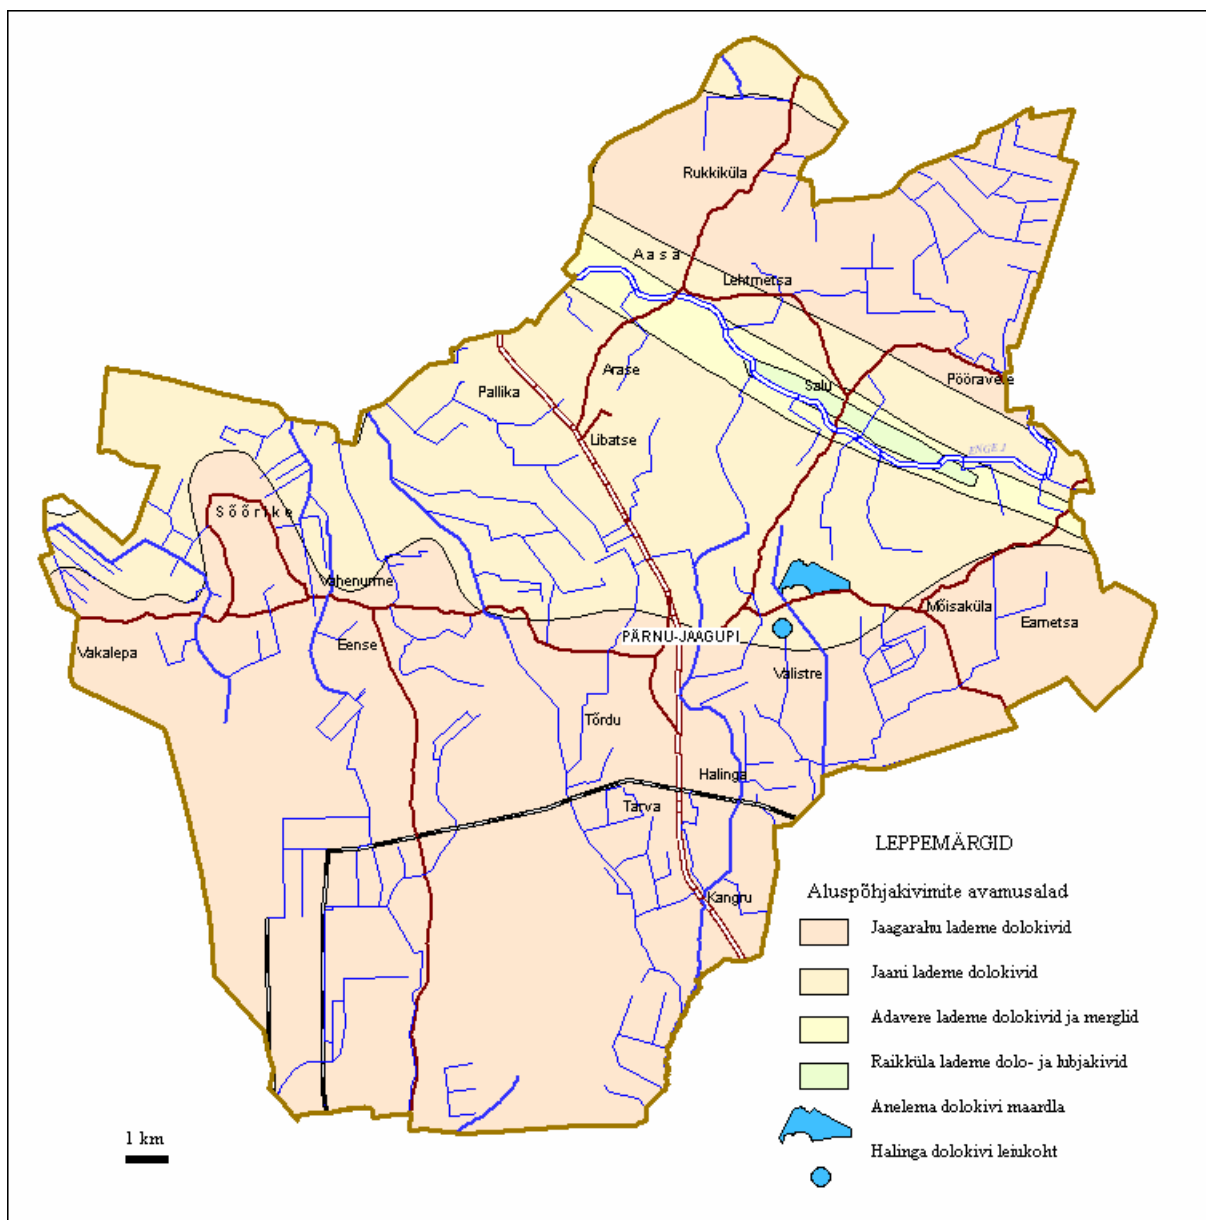 Rukkiküla
Aasa
Lehtmetsa
Arase
Salu
Pööravere
Pallika
Libatse
ENGE J
Sõõrike
Vahenurme
Mõisaküla
Eametsa
PÄRNU-JAAGUPI
Vakalepa
Eense
Valistre
Tõrdu
Halinga
Tarva
Kangru
LEPPEMÄRGID
Aluspõhjakivimite avamusalad
Jaagarahu lademe dolokivid
Jaani lademe dolokivid
Adavere lademe dolokivid ja merglid
Raikküla lademe dolo- ja lubjakivid
Anelema dolokivi maardla
Halinga dolokivi leiukoht
1 km